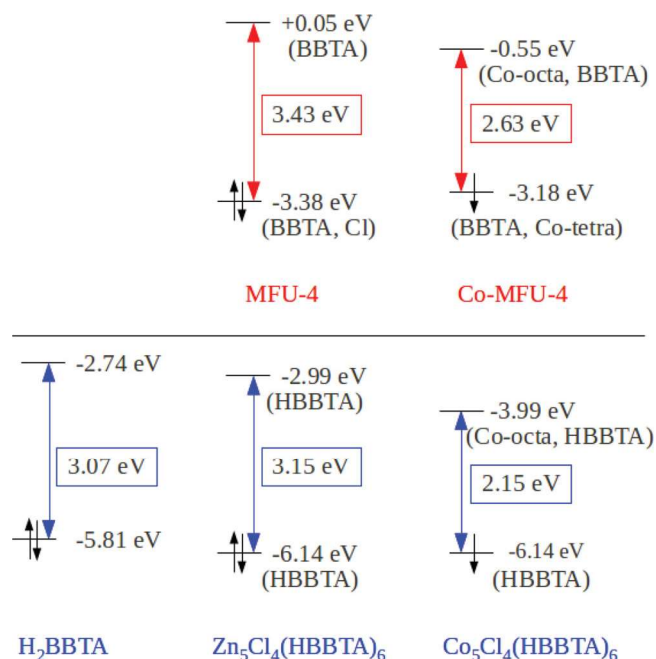 +0.05 eV
(BBTA)
3.43 eV
-3.38 eV
(BBTA, Cl)
MFU-4
-0.55 eV
(Co-octa, BBTA)
2.63 eV
-3.18 eV
(BBTA, Co-tetra)
Co-MFU-4
-2.74 eV
3.07 eV
-5.81 eV
H₂BBTA
-2.99 eV
(HBBTA)
3.15 eV
-6.14 eV
(HBBTA)
Zn₅Cl₄(HBBTA)₆
-3.99 eV
(Co-octa, HBBTA)
2.15 eV
-6.14 eV
(HBBTA)
Co₅Cl₄(HBBTA)₆